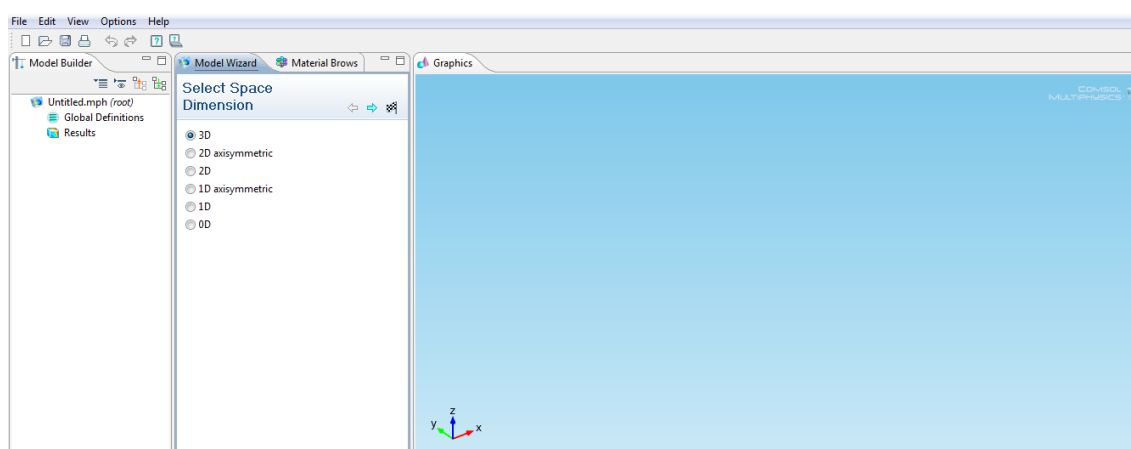 File Edit View Options Help
Model Builder
Model Wizard
Material Brows
Graphics
Untitled.mph (root)
Global Definitions
Results
Select Space
Dimension
3D
2D axisymmetric
2D
1D axisymmetric
1D
0D
COMSOL
MULTIPHYSICS
z
y
x